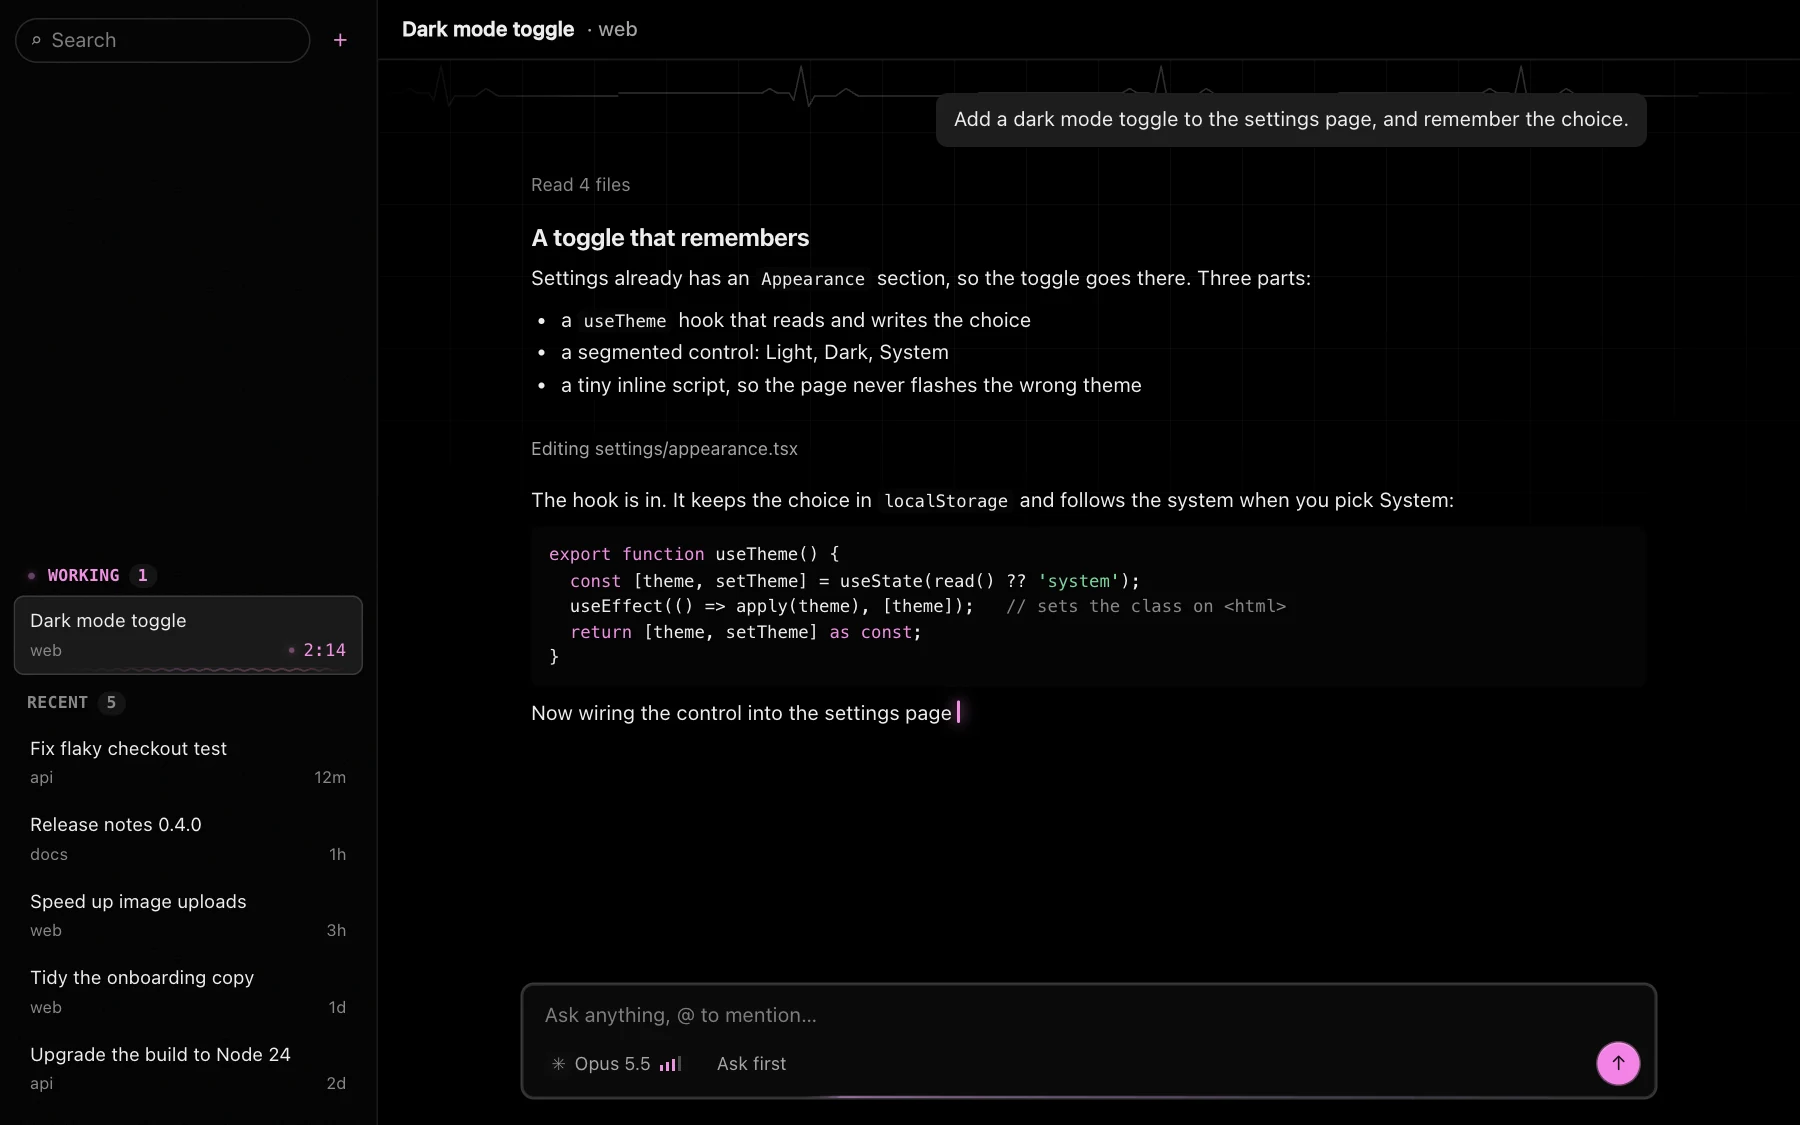 Search
+
WORKING 1
Dark mode toggle
web 2:14
RECENT 5
Fix flaky checkout test
api 12m
Release notes 0.4.0
docs 1h
Speed up image uploads
web 3h
Tidy the onboarding copy
web 1d
Upgrade the build to Node 24
api 2d
Dark mode toggle · web
Add a dark mode toggle to the settings page, and remember the choice.
Read 4 files
A toggle that remembers
Settings already has an Appearance section, so the toggle goes there. Three parts:
• a useTheme hook that reads and writes the choice
• a segmented control: Light, Dark, System
• a tiny inline script, so the page never flashes the wrong theme
Editing settings/appearance.tsx
The hook is in. It keeps the choice in localStorage and follows the system when you pick System:
export function useTheme() {
  const [theme, setTheme] = useState(read() ?? 'system');
  useEffect(() => apply(theme), [theme]);   // sets the class on <html>
  return [theme, setTheme] as const;
}
Now wiring the control into the settings page
Ask anything, @ to mention...
Opus 5.5 Ask first